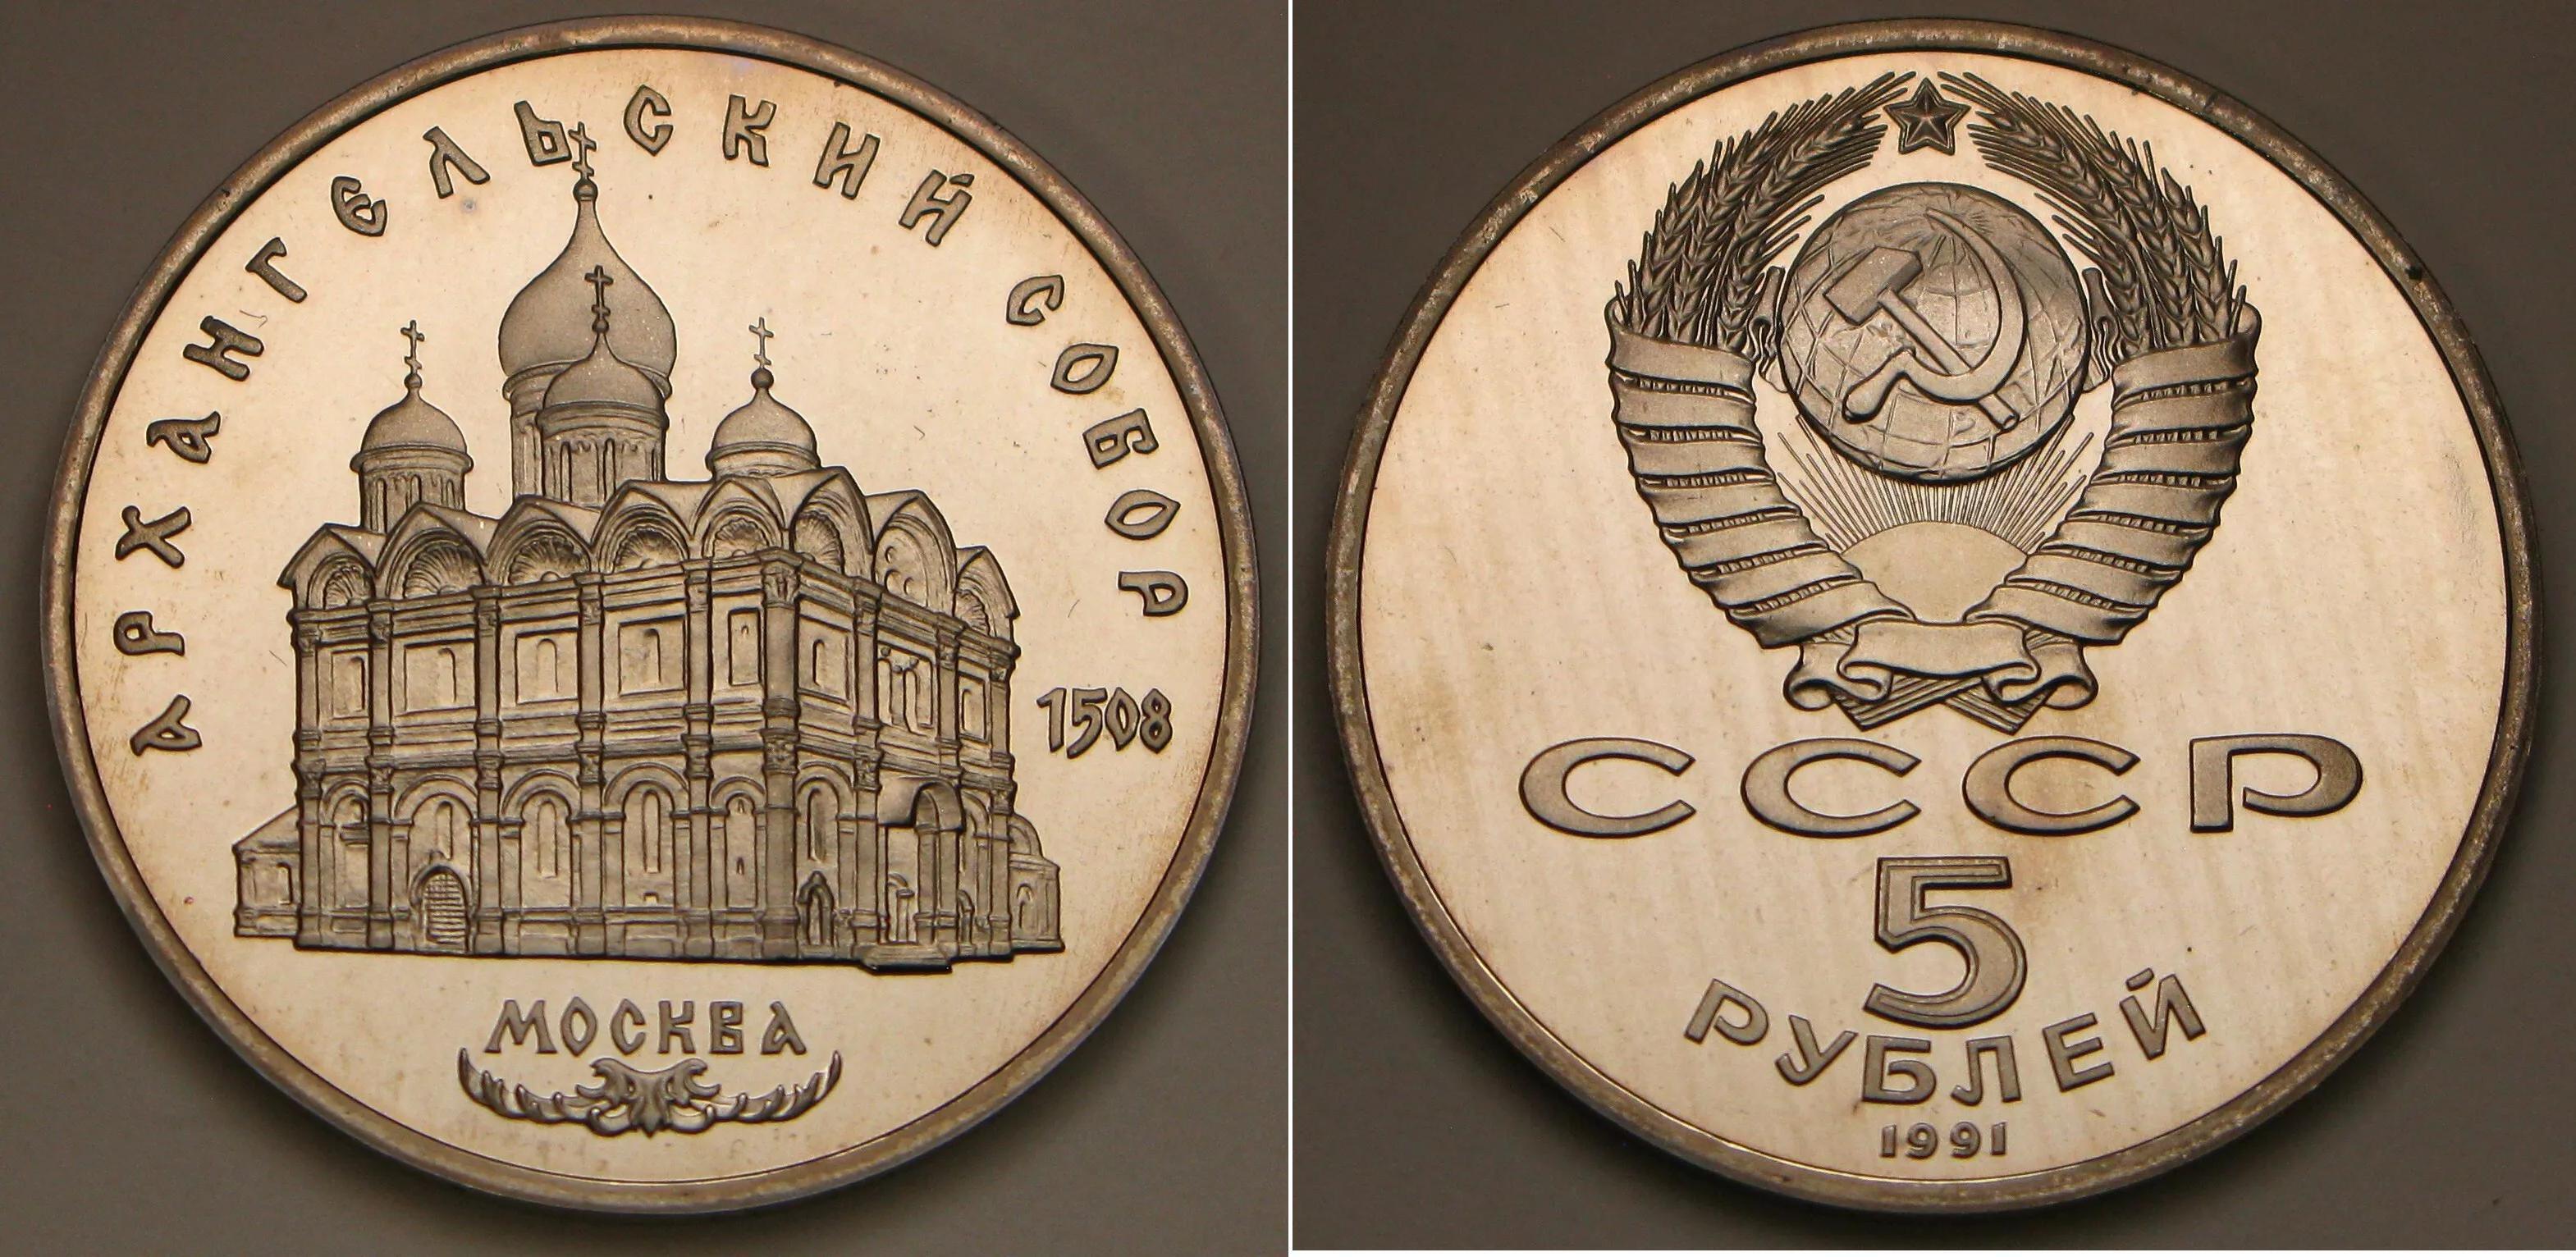 АРХАНГЕЛЬСКИЙ СОБОР
1508
МОСКВА
СССР
5
РУБЛЕЙ
1991